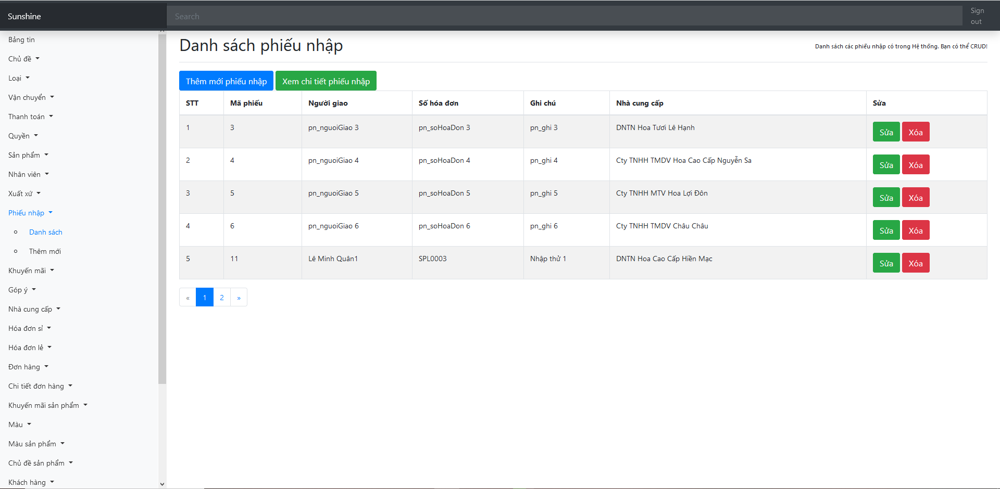 Sunshine
Search
Sign
out
Bảng tin
Chủ đề
Loại
Vận chuyển
Thanh toán
Quyền
Sản phẩm
Nhân viên
Xuất xứ
Phiếu nhập
Danh sách
Thêm mới
Khuyến mãi
Góp ý
Nhà cung cấp
Hóa đơn sỉ
Hóa đơn lẻ
Đơn hàng
Chi tiết đơn hàng
Khuyến mãi sản phẩm
Màu
Màu sản phẩm
Chủ đề sản phẩm
Khách hàng
Danh sách phiếu nhập
Danh sách các phiếu nhập có trong Hệ thống. Bạn có thể CRUD!
Thêm mới phiếu nhập Xem chi tiết phiếu nhập
STT Mã phiếu Người giao Số hóa đơn Ghi chú Nhà cung cấp Sửa
1 3 pn_nguoiGiao 3 pn_soHoaDon 3 pn_ghi 3 DNTN Hoa Tươi Lê Hạnh Sửa Xóa
2 4 pn_nguoiGiao 4 pn_soHoaDon 4 pn_ghi 4 Cty TNHH TMDV Hoa Cao Cấp Nguyễn Sa Sửa Xóa
3 5 pn_nguoiGiao 5 pn_soHoaDon 5 pn_ghi 5 Cty TNHH MTV Hoa Lợi Đôn Sửa Xóa
4 6 pn_nguoiGiao 6 pn_soHoaDon 6 pn_ghi 6 Cty TNHH TMDV Châu Châu Sửa Xóa
5 11 Lê Minh Quân1 SPL0003 Nhập thử 1 DNTN Hoa Cao Cấp Hiền Mạc Sửa Xóa
« 1 2 »